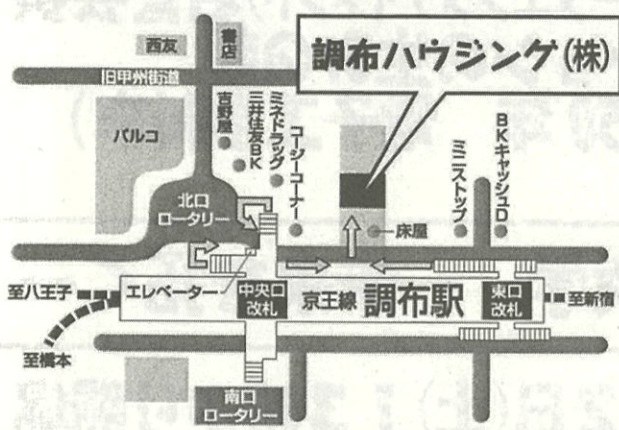 調布ハウジング(株)
西友
書店
旧甲州街道
パルコ
吉野屋
三井住友BK
ミネドラッグ
コージーコーナー
ミニストップ
BKキャッシュD
北口
ロータリー
床屋
至八王子
エレベーター
中央口
改札
京王線 調布駅
東口
改札
至新宿
至橋本
南口
ロータリー